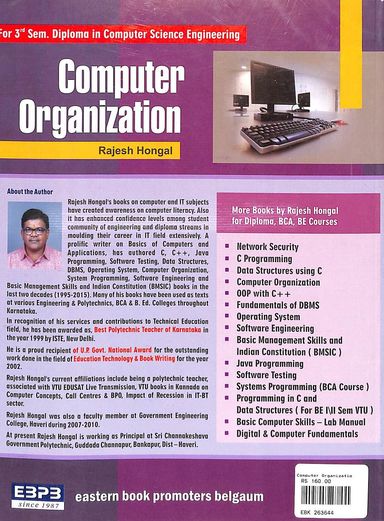 For 3rd Sem. Diploma in Computer Science Engineering
Computer
Organization
Rajesh Hongal
About the Author
Rajesh Hongal's books on computer and IT subjects
have created awareness on computer literacy. Also
it has enhanced confidence levels among student
community of engineering and diploma streams in
moulding their career in IT field extensively. A
prolific writer on Basics of Computers and
Applications, has authored C, C++, Java
Programming, Software Testing, Data Structures,
DBMS, Operating System, Computer Organization,
System Programming, Software Engineering and
Basic Management Skills and Indian Constitution (BMSIC) books in the
last two decades (1995-2015). Many of his books have been used as texts
at various Engineering & Polytechnics, BCA & B. Ed. Colleges throughout
Karnataka.
In recognition of his services and contributions to Technical Education
field, he has been awarded as, Best Polytechnic Teacher of Karnataka in
the year 1999 by ISTE, New Delhi.
He is a proud recipient of U.P. Govt. National Award for the outstanding
work done in the field of Education Technology & Book Writing for the year
2002.
Rajesh Hongal's current affiliations include being a polytechnic teacher,
associated with VTU EDUSAT Live Transmission, VTU books in Kannada on
Computer Concepts, Call Centres & BPO, Impact of Recession in IT-BT
sector.
Rajesh Hongal was also a faculty member at Government Engineering
College, Haveri during 2007-2010.
At present Rajesh Hongal is working as Principal at Sri Channakeshava
Government Polytechnic, Guddada Channapur, Bankapur, Dist - Haveri.
More Books by Rajesh Hongal
for Diploma, BCA, BE Courses
Network Security
C Programming
Data Structures using C
Computer Organization
OOP with C++
Fundamentals of DBMS
Operating System
Software Engineering
Basic Management Skills and
Indian Constitution ( BMSIC )
Java Programming
Software Testing
Systems Programming (BCA Course )
Programming in C and
Data Structures ( For BE I\II Sem VTU )
Basic Computer Skills - Lab Manual
Digital & Computer Fundamentals
EBPB
since 1987
eastern book promoters belgaum
Computer Organizatio
RS 160.00
EBK 263644